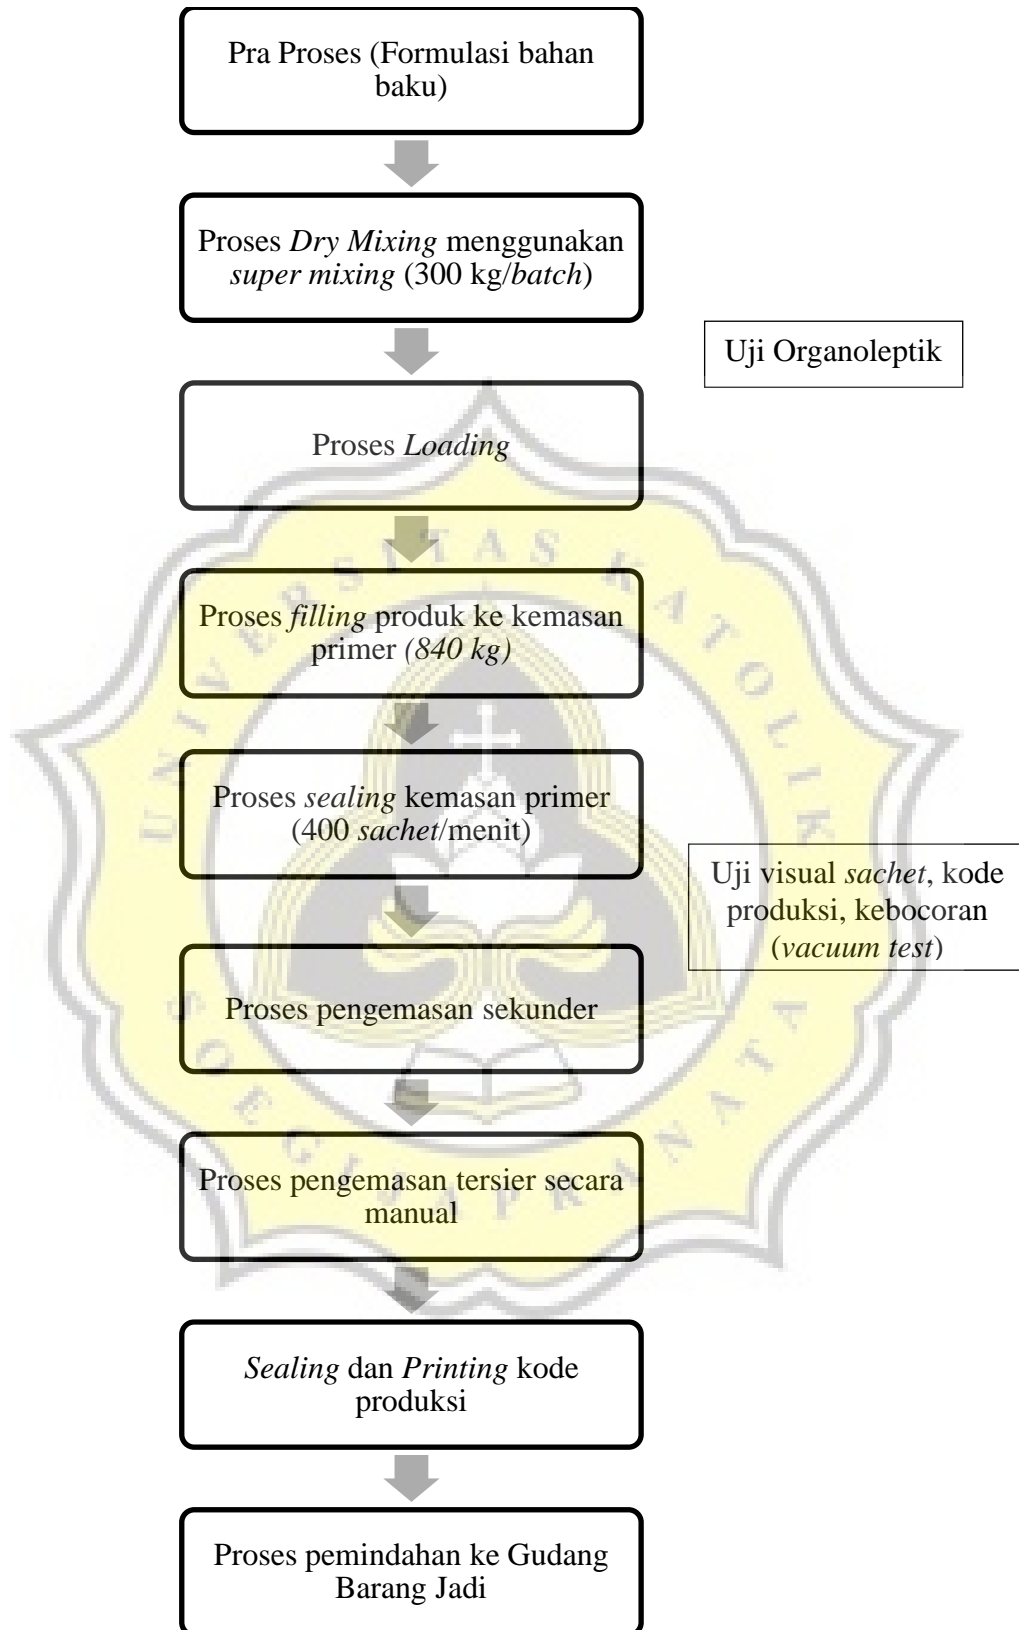 Pra Proses (Formulasi bahan
baku)
Proses Dry Mixing menggunakan
super mixing (300 kg/batch)
Uji Organoleptik
Proses Loading
Proses filling produk ke kemasan
primer (840 kg)
Proses sealing kemasan primer
(400 sachet/menit)
Uji visual sachet, kode
produksi, kebocoran
(vacuum test)
Proses pengemasan sekunder
Proses pengemasan tersier secara
manual
Sealing dan Printing kode
produksi
Proses pemindahan ke Gudang
Barang Jadi
UNIVERSITAS KATOLIK
SOEGIJAPRANATA